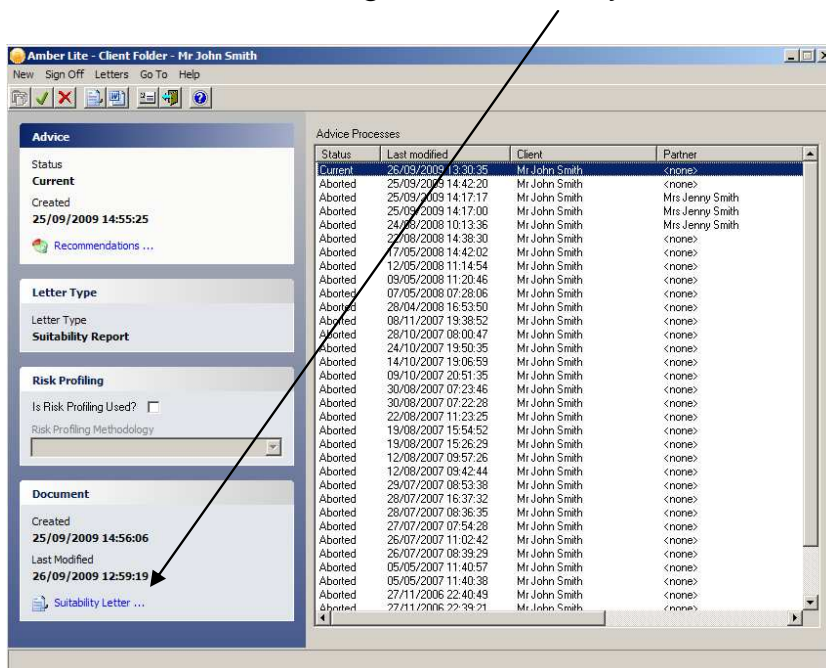 Amber Lite - Client Folder - Mr John Smith
New Sign Off Letters Go To Help
Advice
Status
Current
Created
25/09/2009 14:55:25
Recommendations ...
Letter Type
Letter Type
Suitability Report
Risk Profiling
Is Risk Profiling Used?
Risk Profiling Methodology
Document
Created
25/09/2009 14:56:06
Last Modified
26/09/2009 12:59:19
Suitability Letter ...
Advice Processes
Status Last modified Client Partner
Current 26/09/2009 13:30:35 Mr John Smith <none>
Aborted 25/09/2009 14:42:20 Mr John Smith <none>
Aborted 25/09/2009 14:17:17 Mr John Smith Mrs Jenny Smith
Aborted 25/09/2009 14:17:00 Mr John Smith Mrs Jenny Smith
Aborted 24/08/2008 10:13:36 Mr John Smith Mrs Jenny Smith
Aborted 22/08/2008 14:38:30 Mr John Smith <none>
Aborted 17/05/2008 14:42:02 Mr John Smith <none>
Aborted 12/05/2008 11:14:54 Mr John Smith <none>
Aborted 09/05/2008 11:20:46 Mr John Smith <none>
Aborted 07/05/2008 07:28:06 Mr John Smith <none>
Aborted 28/04/2008 16:53:50 Mr John Smith <none>
Aborted 08/11/2007 19:38:52 Mr John Smith <none>
Aborted 28/10/2007 08:00:47 Mr John Smith <none>
Aborted 24/10/2007 19:50:35 Mr John Smith <none>
Aborted 14/10/2007 19:06:59 Mr John Smith <none>
Aborted 09/10/2007 20:51:35 Mr John Smith <none>
Aborted 30/08/2007 07:23:46 Mr John Smith <none>
Aborted 30/08/2007 07:22:28 Mr John Smith <none>
Aborted 22/08/2007 11:23:25 Mr John Smith <none>
Aborted 19/08/2007 15:54:52 Mr John Smith <none>
Aborted 19/08/2007 15:26:29 Mr John Smith <none>
Aborted 12/08/2007 09:57:26 Mr John Smith <none>
Aborted 12/08/2007 09:42:44 Mr John Smith <none>
Aborted 29/07/2007 08:53:38 Mr John Smith <none>
Aborted 28/07/2007 16:37:32 Mr John Smith <none>
Aborted 28/07/2007 08:36:35 Mr John Smith <none>
Aborted 27/07/2007 07:54:28 Mr John Smith <none>
Aborted 26/07/2007 11:02:42 Mr John Smith <none>
Aborted 26/07/2007 08:39:29 Mr John Smith <none>
Aborted 05/05/2007 11:40:57 Mr John Smith <none>
Aborted 05/05/2007 11:40:38 Mr John Smith <none>
Aborted 27/11/2006 22:40:49 Mr John Smith <none>
Aborted 27/11/2006 22:39:21 Mr John Smith <none>